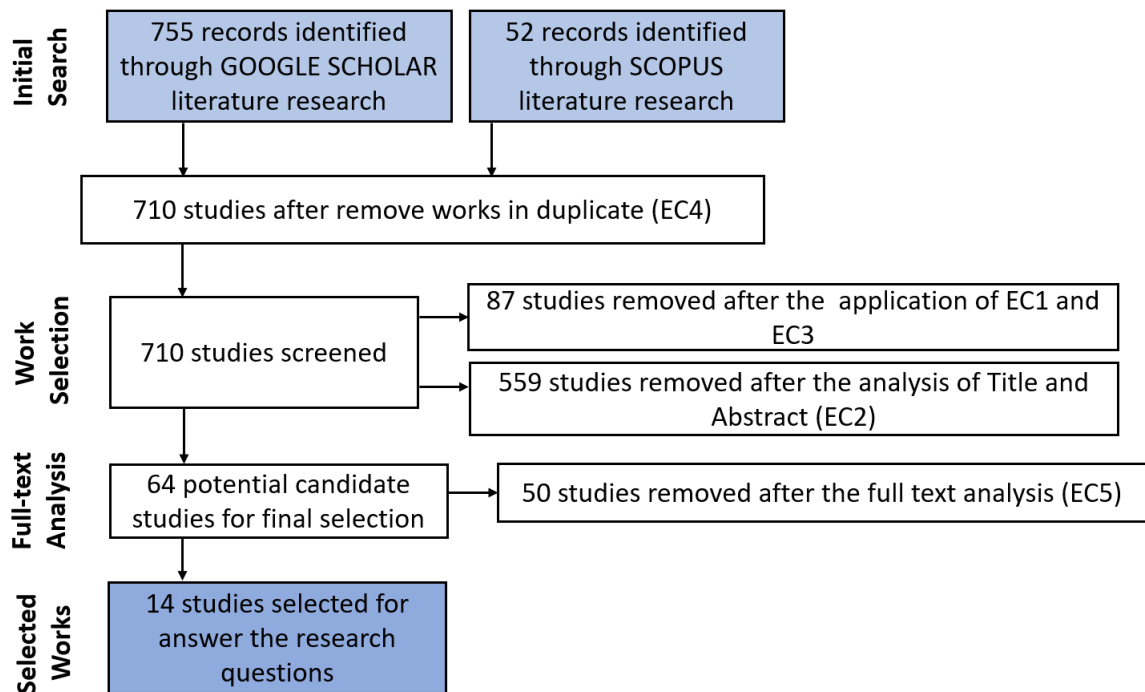 Initial
Search
755 records identified
through GOOGLE SCHOLAR
literature research
52 records identified
through SCOPUS
literature research
710 studies after remove works in duplicate (EC4)
Work
Selection
710 studies screened
87 studies removed after the  application of EC1 and
EC3
559 studies removed after the analysis of Title and
Abstract (EC2)
Full-text
Analysis
64 potential candidate
studies for final selection
50 studies removed after the full text analysis (EC5)
Selected
Works
14 studies selected for
answer the research
questions